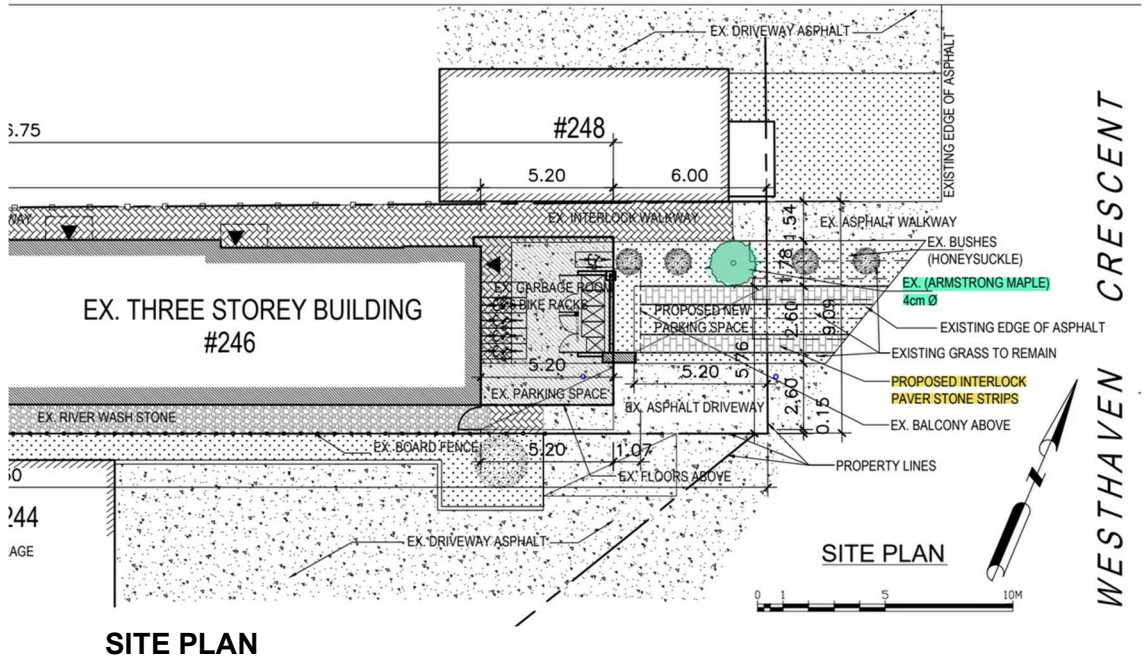 EX. DRIVEWAY ASPHALT
EXISTING EDGE OF ASPHALT
WESTHAVEN CRESCENT
#248
6.75
5.20
6.00
WAY
EX. INTERLOCK WALKWAY
1.54
EX. ASPHALT WALKWAY
EX. BUSHES
(HONEYSUCKLE)
1.78
EX. (ARMSTRONG MAPLE)
4cm Ø
EX. GARBAGE ROOM
BIKE RACKS
EX. THREE STOREY BUILDING
#246
PROPOSED NEW
PARKING SPACE
2.60
9.09
EXISTING EDGE OF ASPHALT
EXISTING GRASS TO REMAIN
5.76
5.20
5.20
PROPOSED INTERLOCK
PAVER STONE STRIPS
EX. PARKING SPACE
2.60
EX. RIVER WASH STONE
EX. ASPHALT DRIVEWAY
0.15
EX. BALCONY ABOVE
EX. BOARD FENCE
5.20
1.07
PROPERTY LINES
EX. FLOORS ABOVE
244
AGE
EX. DRIVEWAY ASPHALT
SITE PLAN
0
1
5
10M
SITE PLAN